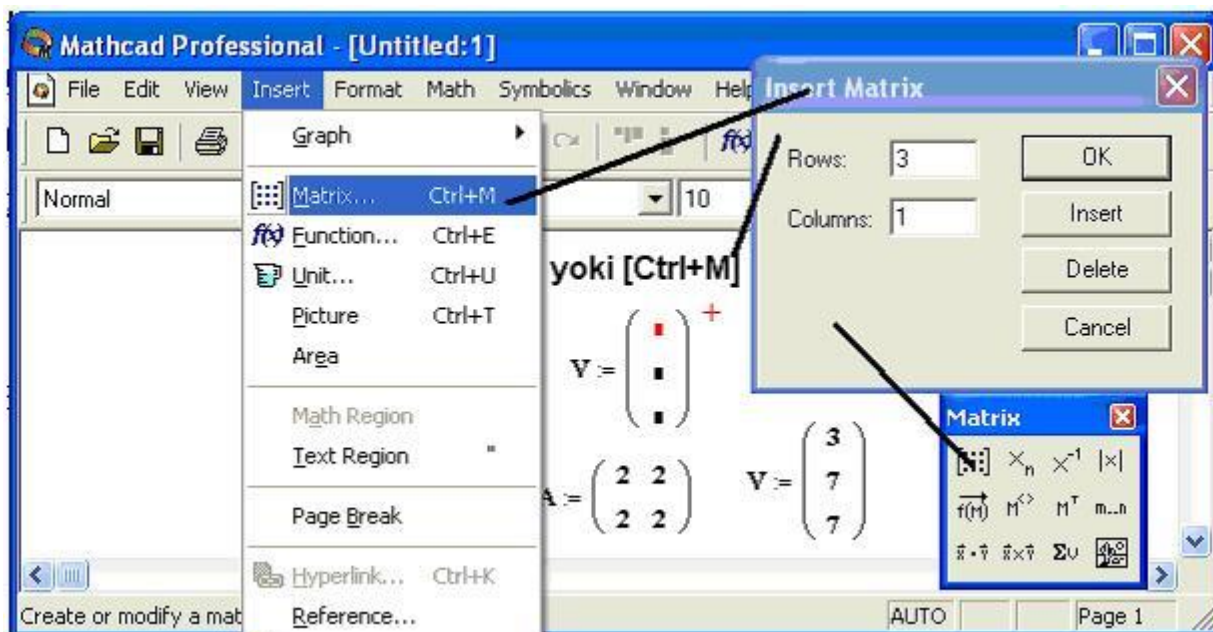 Mathcad Professional - [Untitled:1]
File Edit View Insert Format Math Symbolics Window Help
Normal
10
Graph
Matrix... Ctrl+M
Function... Ctrl+E
Unit... Ctrl+U
Picture Ctrl+T
Area
Math Region
Text Region "
Page Break
Hyperlink... Ctrl+K
Reference...
yoki [Ctrl+M]
V :=
A := ( 2 2
2 2 )
V := ( 3
7
7 )
Insert Matrix
Rows: 3
Columns: 1
OK
Insert
Delete
Cancel
Matrix
[:::] ×n ×⁻¹ |×|
f(M) M<> Mᵀ m..n
Συ
Create or modify a mat
AUTO
Page 1